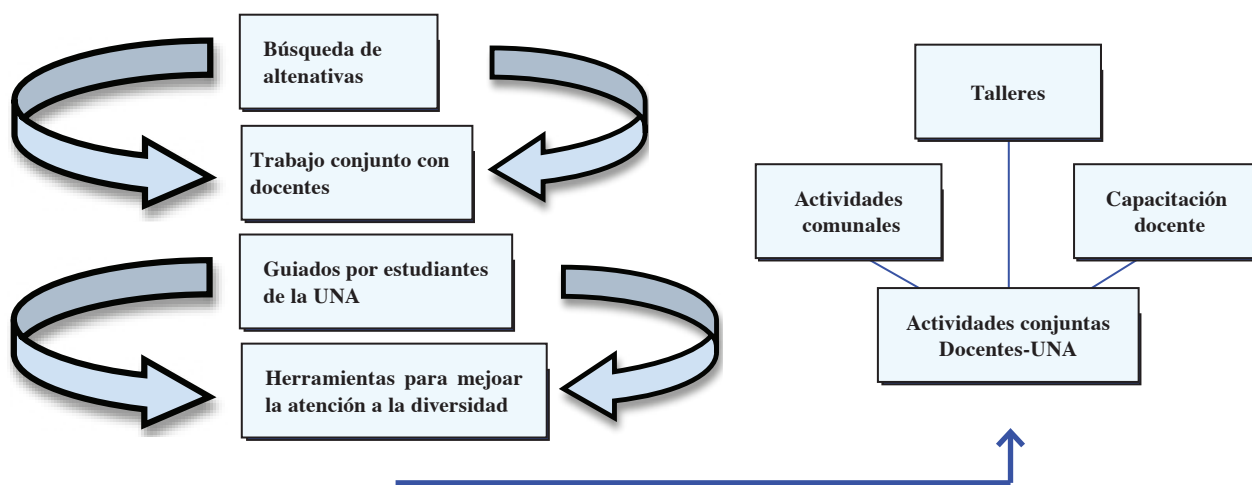 Búsqueda de
altenativas
Trabajo conjunto con
docentes
Guiados por estudiantes
de la UNA
Herramientas para mejoar
la atención a la diversidad
Talleres
Actividades
comunales
Capacitación
docente
Actividades conjuntas
Docentes-UNA